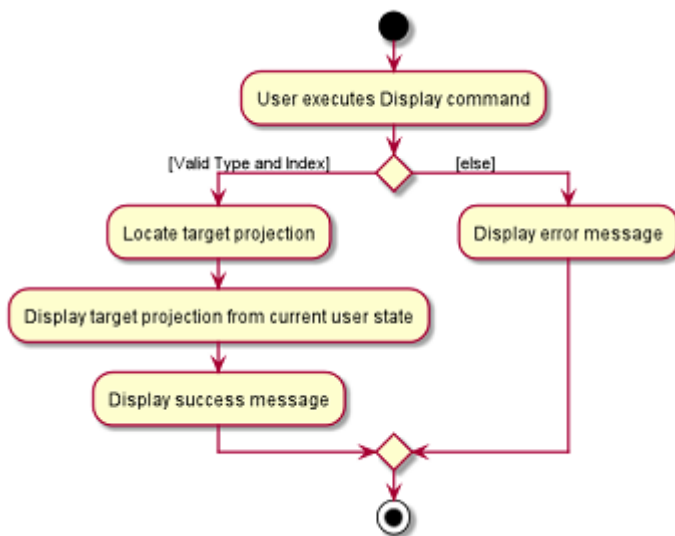 User executes Display command
[Valid Type and Index]
[else]
Locate target projection
Display error message
Display target projection from current user state
Display success message